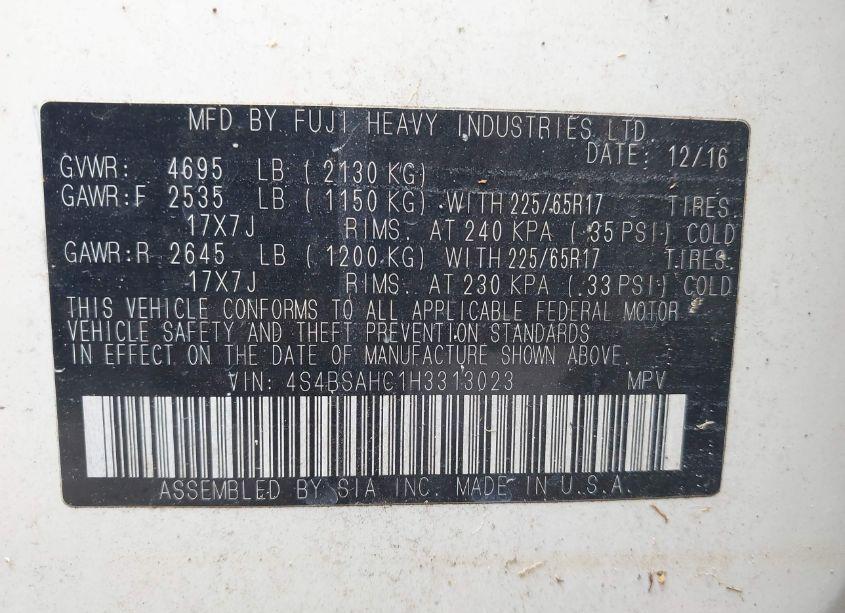 MFD BY FUJI HEAVY INDUSTRIES LTD
DATE: 12/16
GVWR: 4695 LB (2130 KG)
GAWR:F 2535 LB (1150 KG) WITH 225/65R17 TIRES
17X7J RIMS. AT 240 KPA (35 PSI) COLD
GAWR:R 2645 LB (1200 KG) WITH 225/65R17 TIRES
17X7J RIMS. AT 230 KPA (33 PSI) COLD
THIS VEHICLE CONFORMS TO ALL APPLICABLE FEDERAL MOTOR
VEHICLE SAFETY AND THEFT PREVENTION STANDARDS
IN EFFECT ON THE DATE OF MANUFACTURE SHOWN ABOVE.
VIN: 4S4BSAHC1H3313023 MPV
ASSEMBLED BY SIA INC. MADE IN U.S.A.